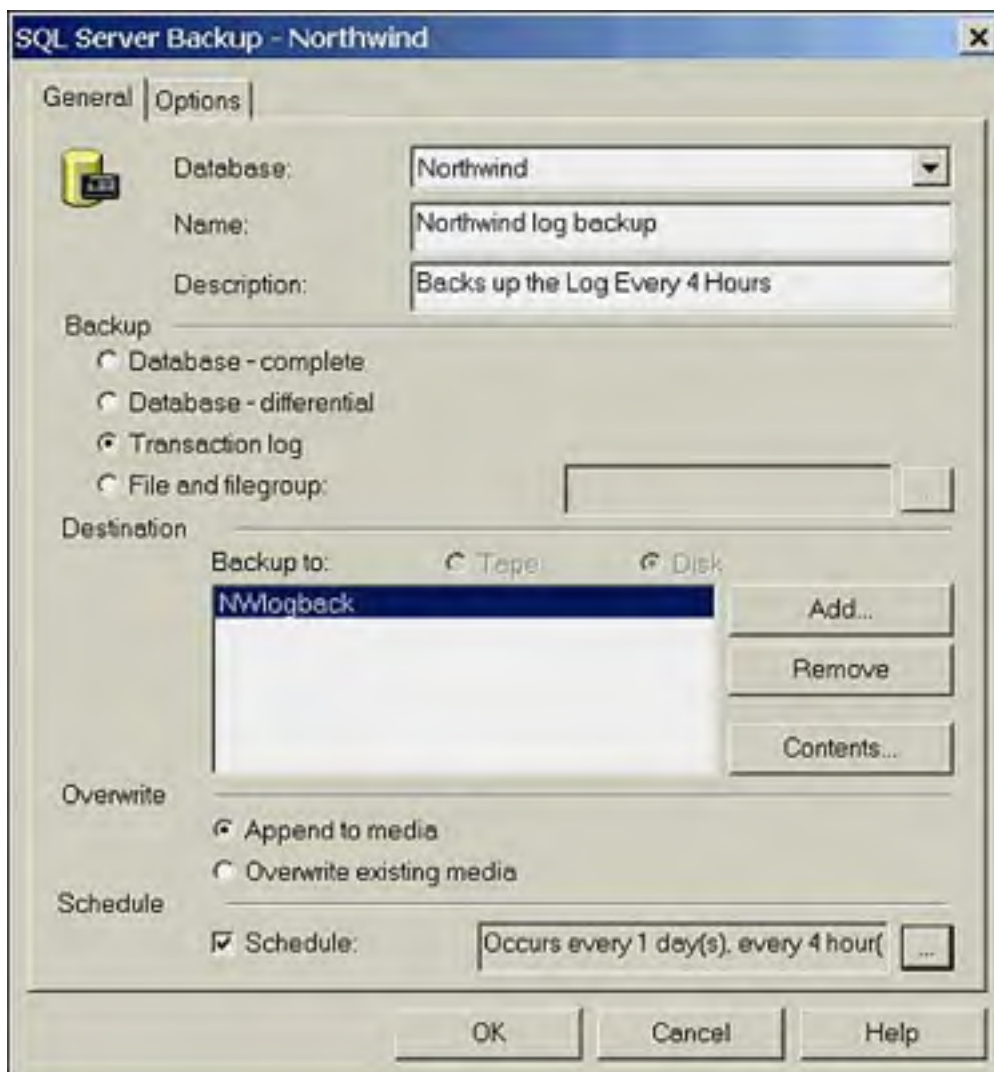 SQL Server Backup - Northwind
General Options
Database: Northwind
Name: Northwind log backup
Description: Backs up the Log Every 4 Hours
Backup
Database - complete
Database - differential
Transaction log
File and filegroup: ...
Destination
Backup to: Tape Disk
NWlogback
Add...
Remove
Contents...
Overwrite
Append to media
Overwrite existing media
Schedule
Schedule: Occurs every 1 day(s), every 4 hour( ...
OK Cancel Help